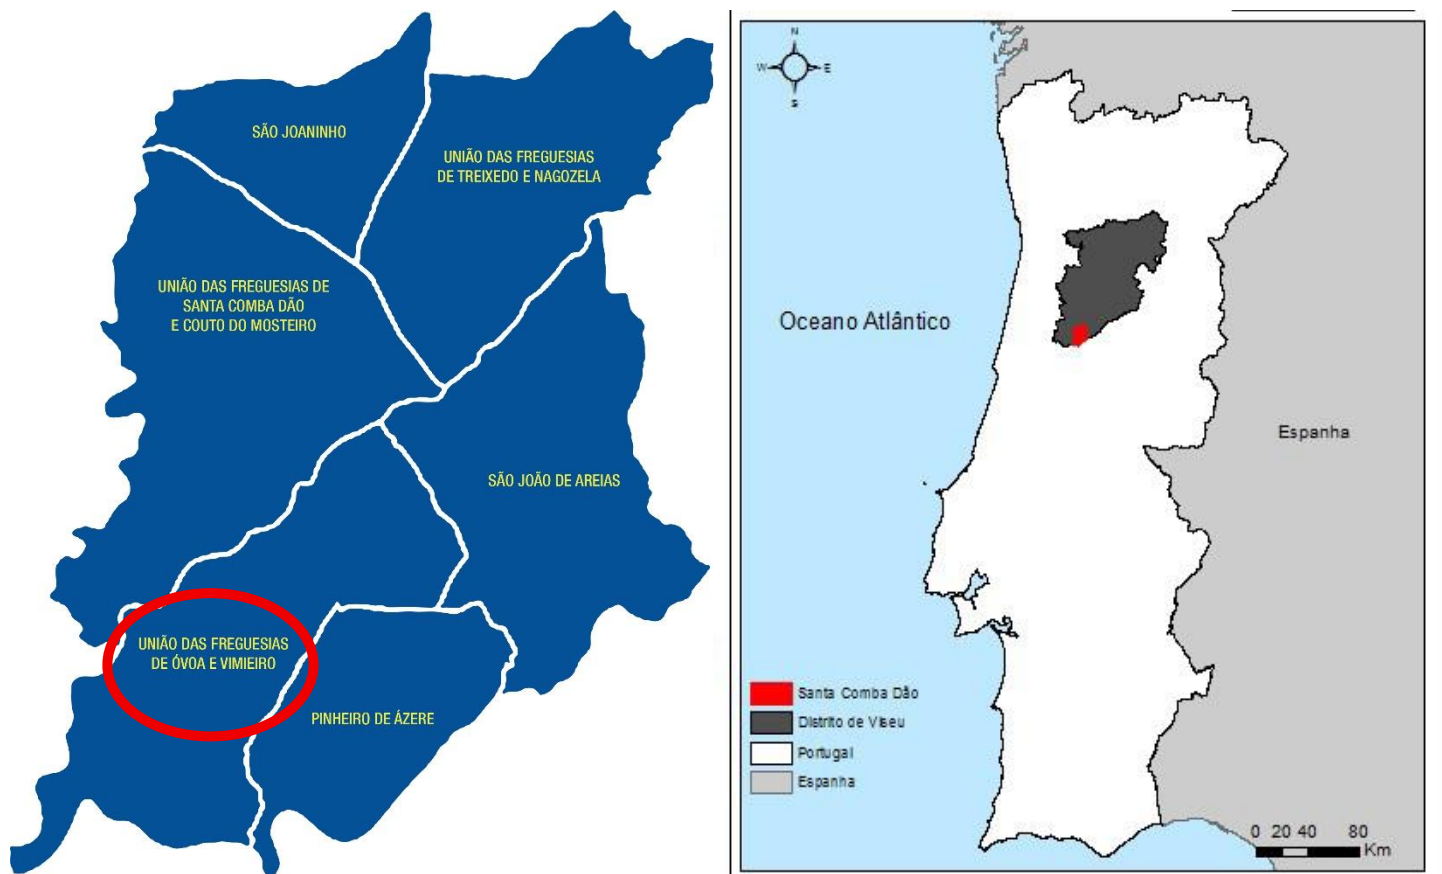 SÃO JOANINHO
UNIÃO DAS FREGUESIAS
DE TREIXEDO E NAGOZELA
UNIÃO DAS FREGUESIAS DE
SANTA COMBA DÃO
E COUTO DO MOSTEIRO
SÃO JOÃO DE AREIAS
UNIÃO DAS FREGUESIAS
DE ÓVOA E VIMIEIRO
PINHEIRO DE ÁZERE
N
W E
S
Oceano Atlântico
Espanha
Santa Comba Dão
Distrito de Viseu
Portugal
Espanha
0 20 40 80
Km